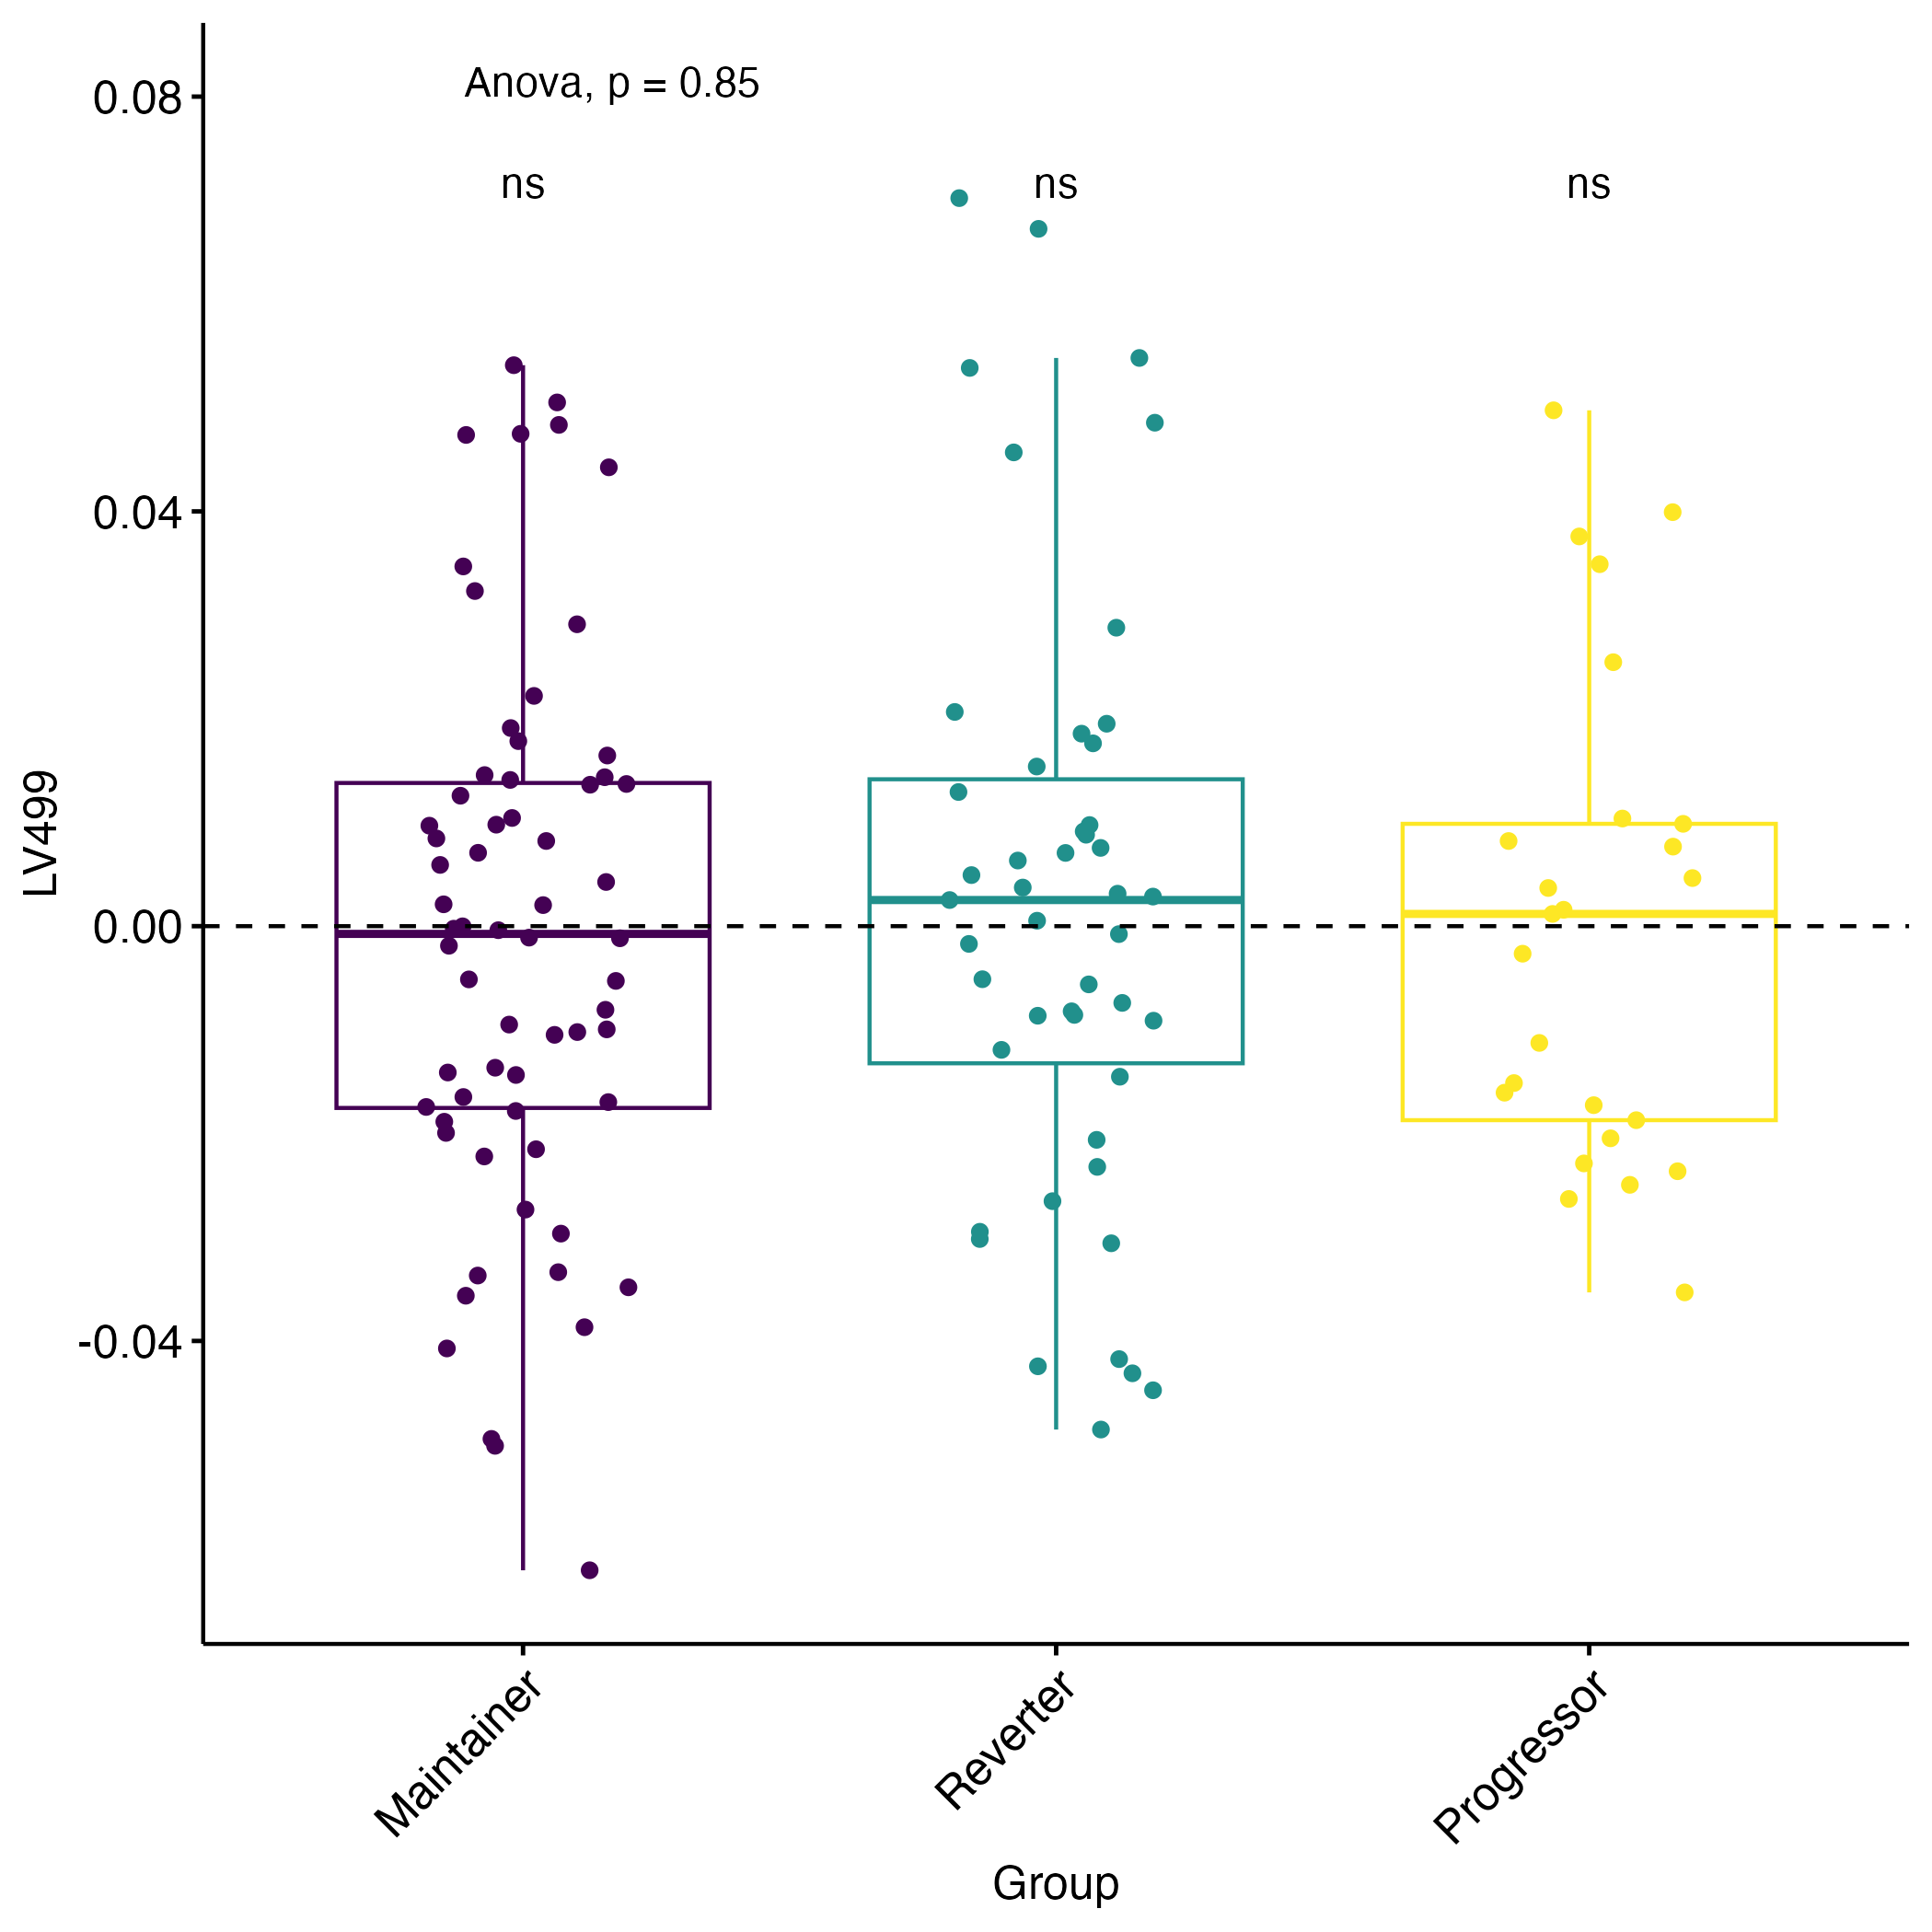 Anova, p = 0.85
ns
ns
ns
0.08
0.04
0.00
-0.04
LV499
Maintainer
Reverter
Progressor
Group